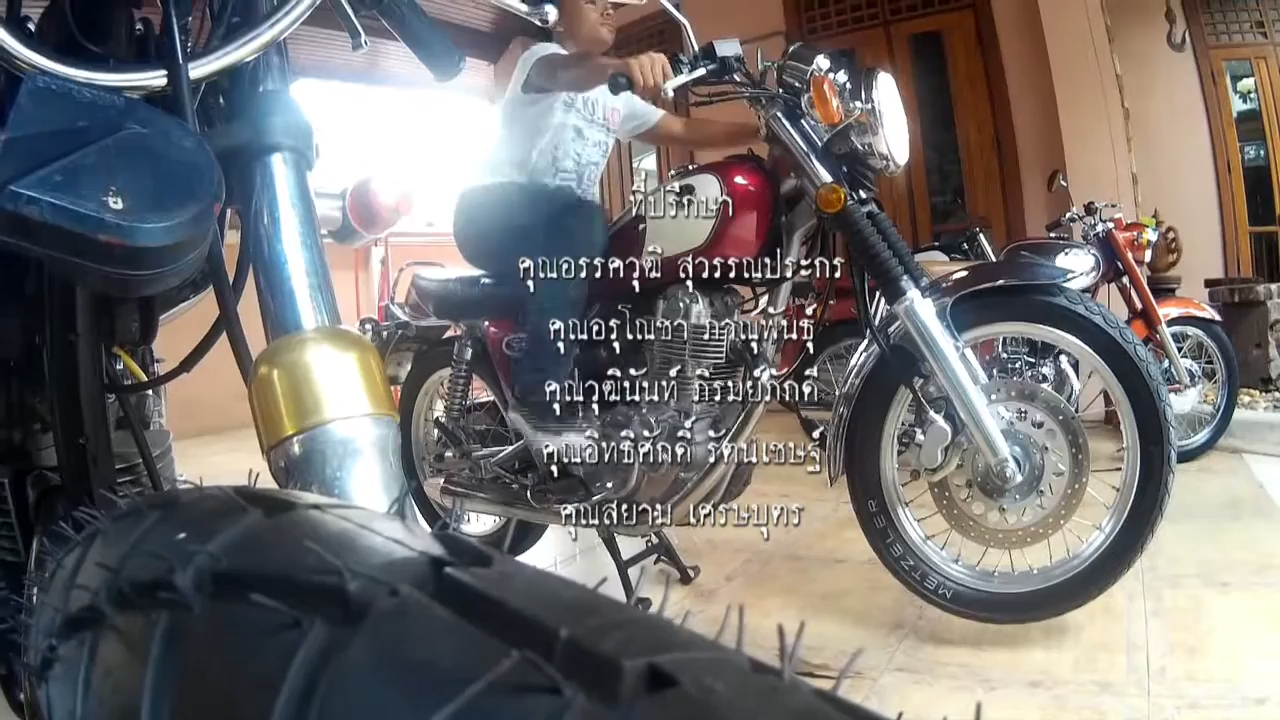 ที่ปรึกษา
คุณอรรควุฒิ สุวรรณประกร
คุณอรุโณชา ภาณุพันธุ์
คุณวุฒินันท์ ภิรมย์ภักดี
คุณอิทธิศักดิ์ รัตนเชษฐ์
คุณสยาม เศรษบุตร
METZELER